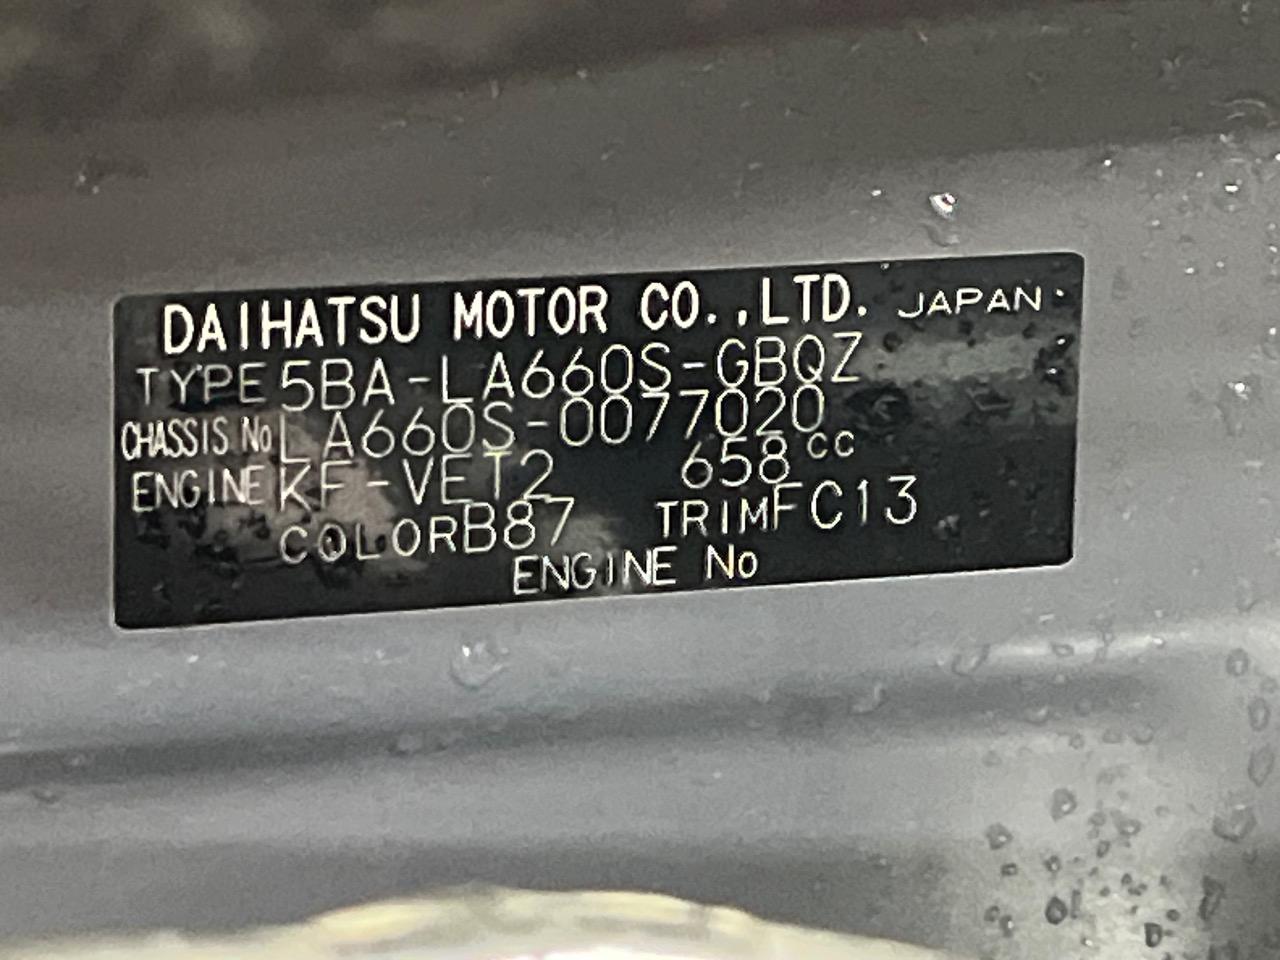 DAIHATSU MOTOR CO.,LTD. JAPAN
TYPE 5BA-LA660S-GBQZ
CHASSIS No LA660S-0077020
ENGINE KF-VET2 658cc
COLOR B87 TRIM FC13
ENGINE No